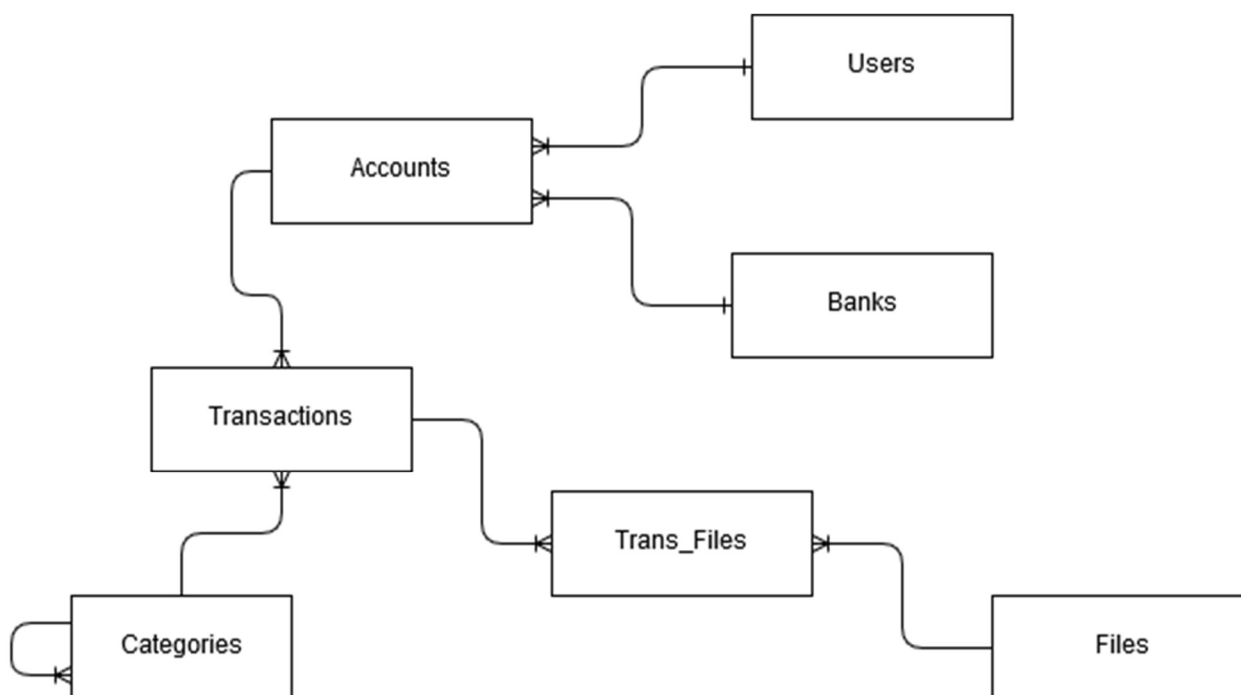 Users
Accounts
Banks
Transactions
Trans_Files
Categories
Files